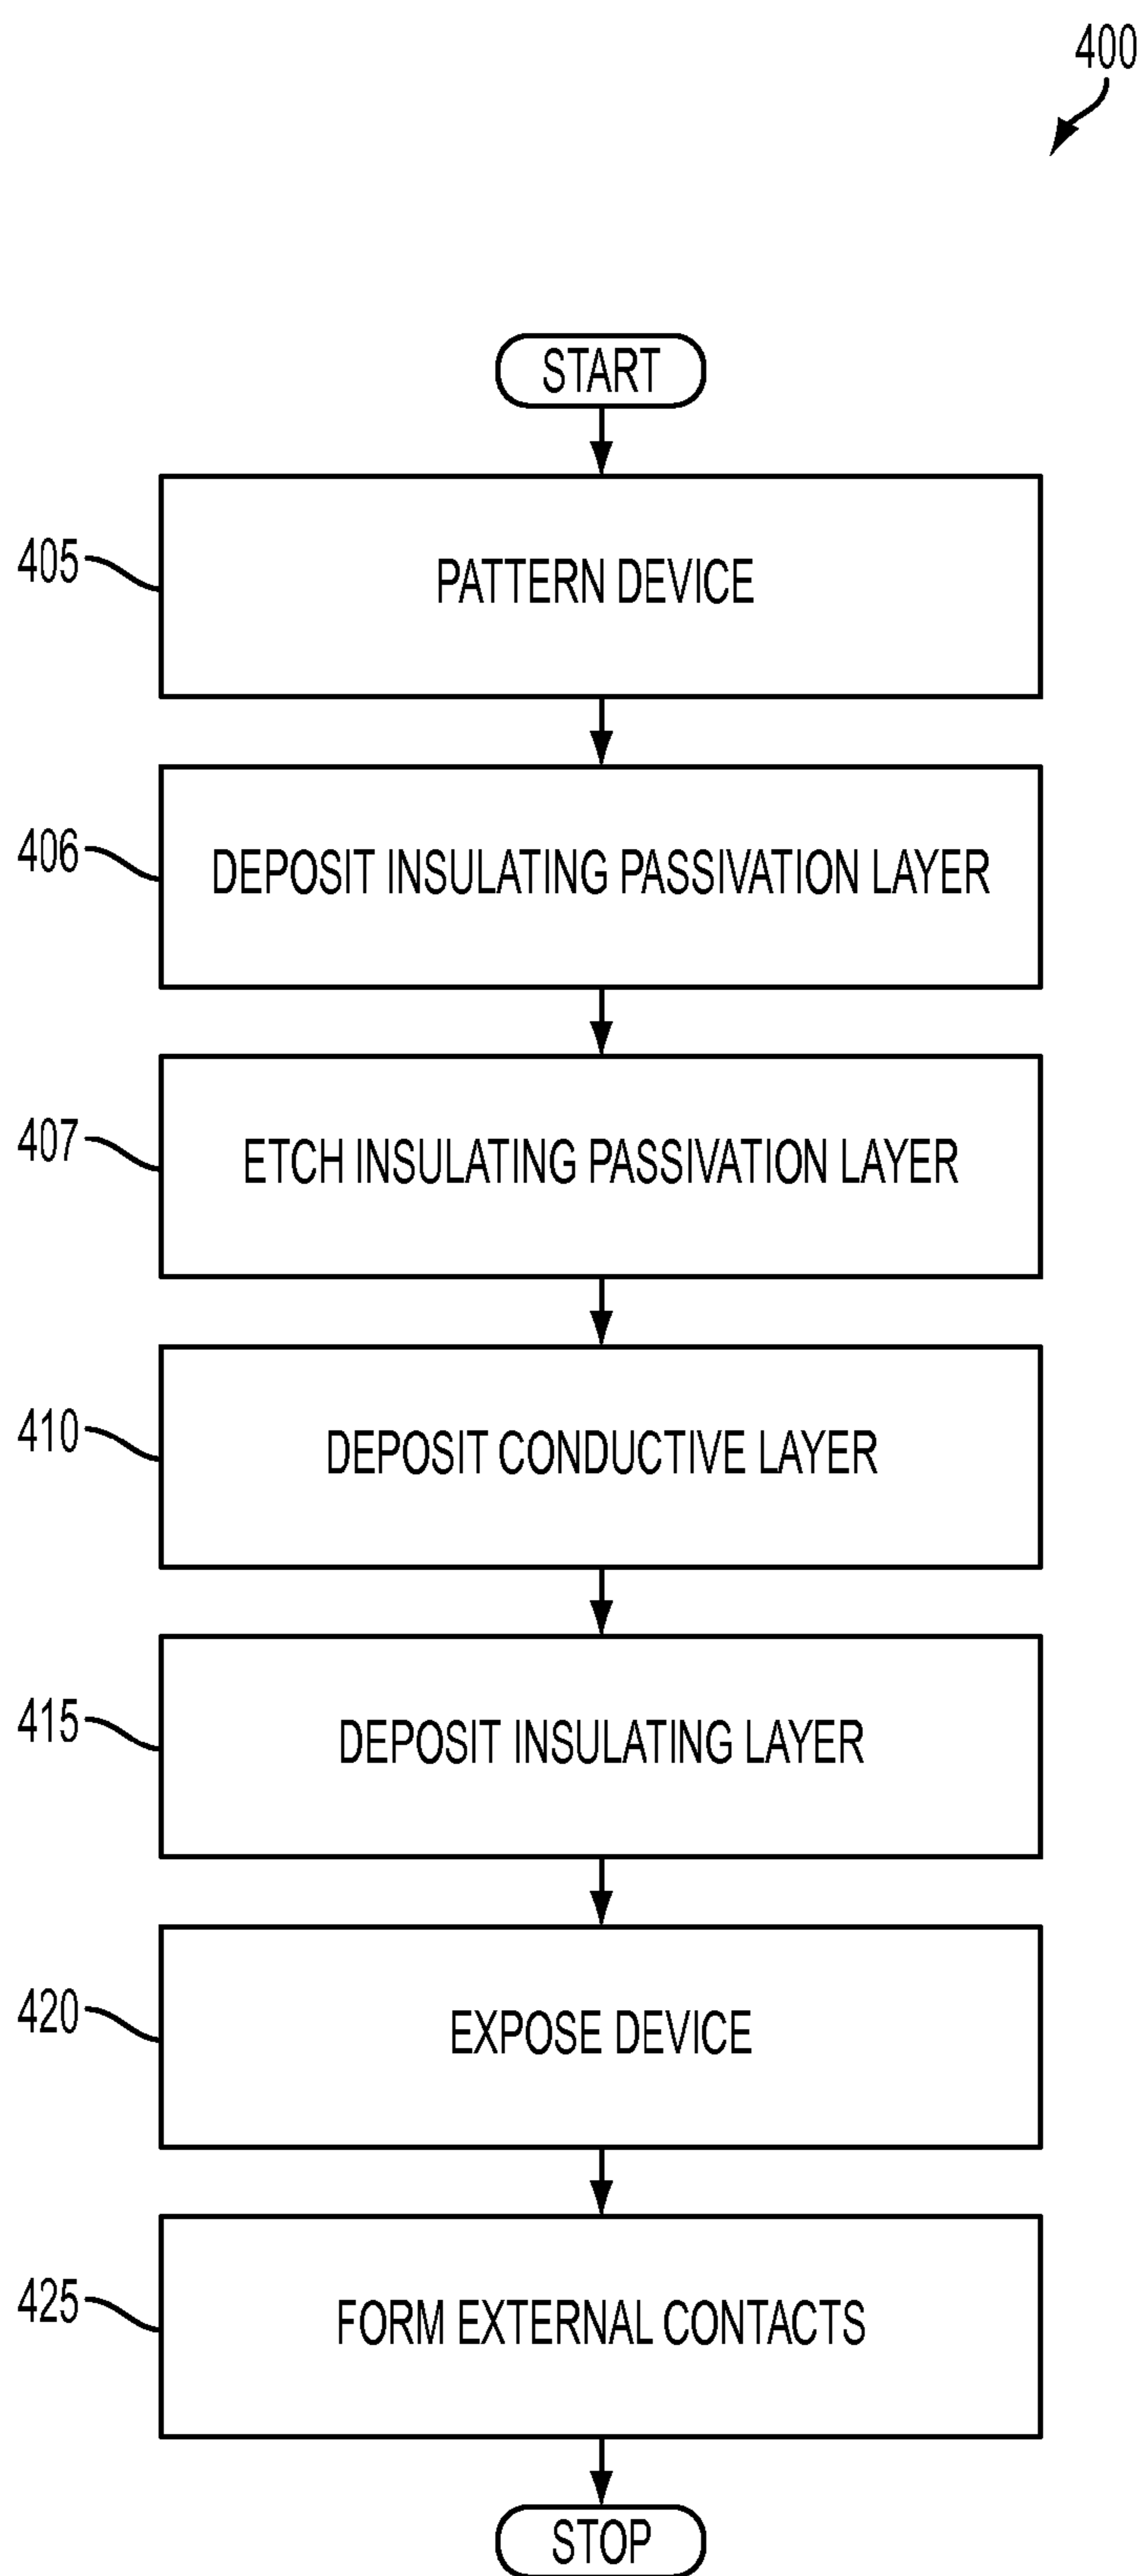 400
START
405
PATTERN DEVICE
406
DEPOSIT INSULATING PASSIVATION LAYER
407
ETCH INSULATING PASSIVATION LAYER
410
DEPOSIT CONDUCTIVE LAYER
415
DEPOSIT INSULATING LAYER
420
EXPOSE DEVICE
425
FORM EXTERNAL CONTACTS
STOP